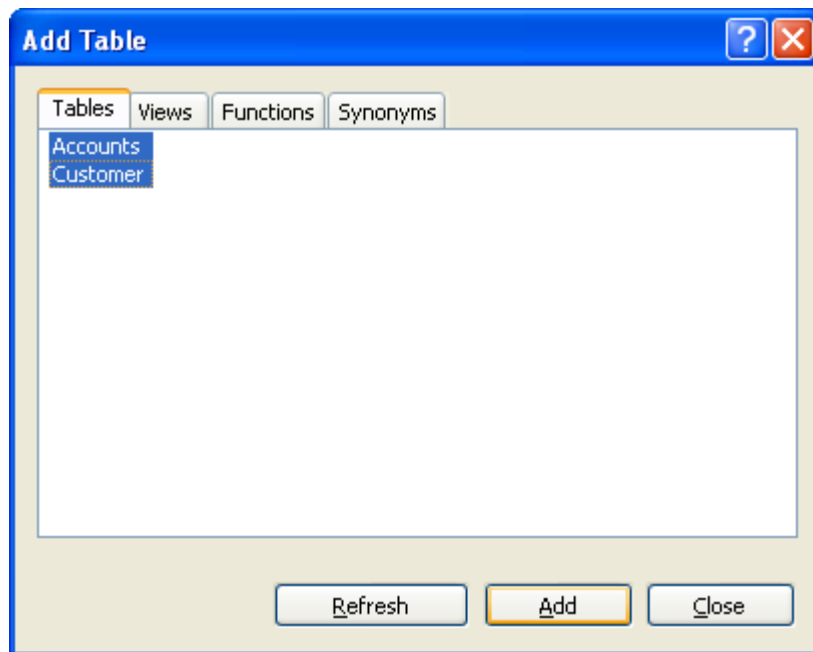 Add Table ?
Tables Views Functions Synonyms
Accounts
Customer
Refresh Add Close